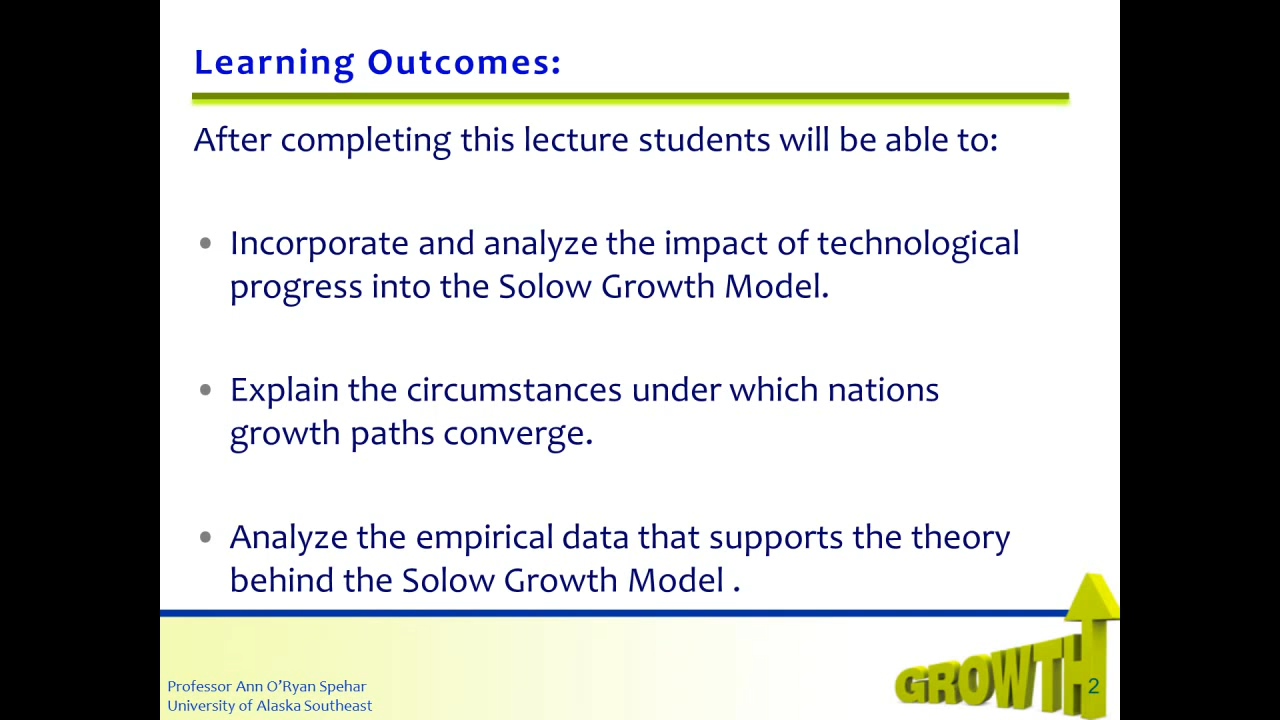 Learning Outcomes:
After completing this lecture students will be able to:
• Incorporate and analyze the impact of technological
progress into the Solow Growth Model.
• Explain the circumstances under which nations
growth paths converge.
• Analyze the empirical data that supports the theory
behind the Solow Growth Model .
GROWTH
2
Professor Ann O’Ryan Spehar
University of Alaska Southeast